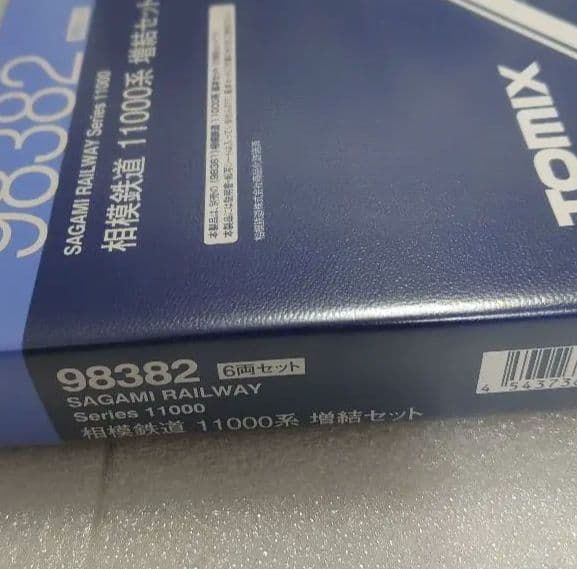 98382
SAGAMI RAILWAY Series 11000
相模鉄道 11000系 増結セット
TOMIX
98382 6両セット
SAGAMI RAILWAY
Series 11000
相模鉄道 11000系 増結セット
4 543736